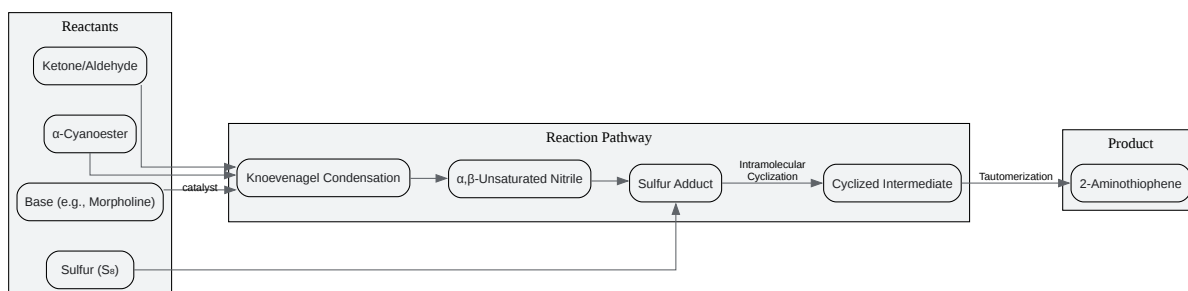 Reactants
Ketone/Aldehyde
α-Cyanoester
Base (e.g., Morpholine)
Sulfur (S₈)
catalyst
Reaction Pathway
Knoevenagel Condensation
α,β-Unsaturated Nitrile
Sulfur Adduct
Intramolecular
Cyclization
Cyclized Intermediate
Tautomerization
Product
2-Aminothiophene